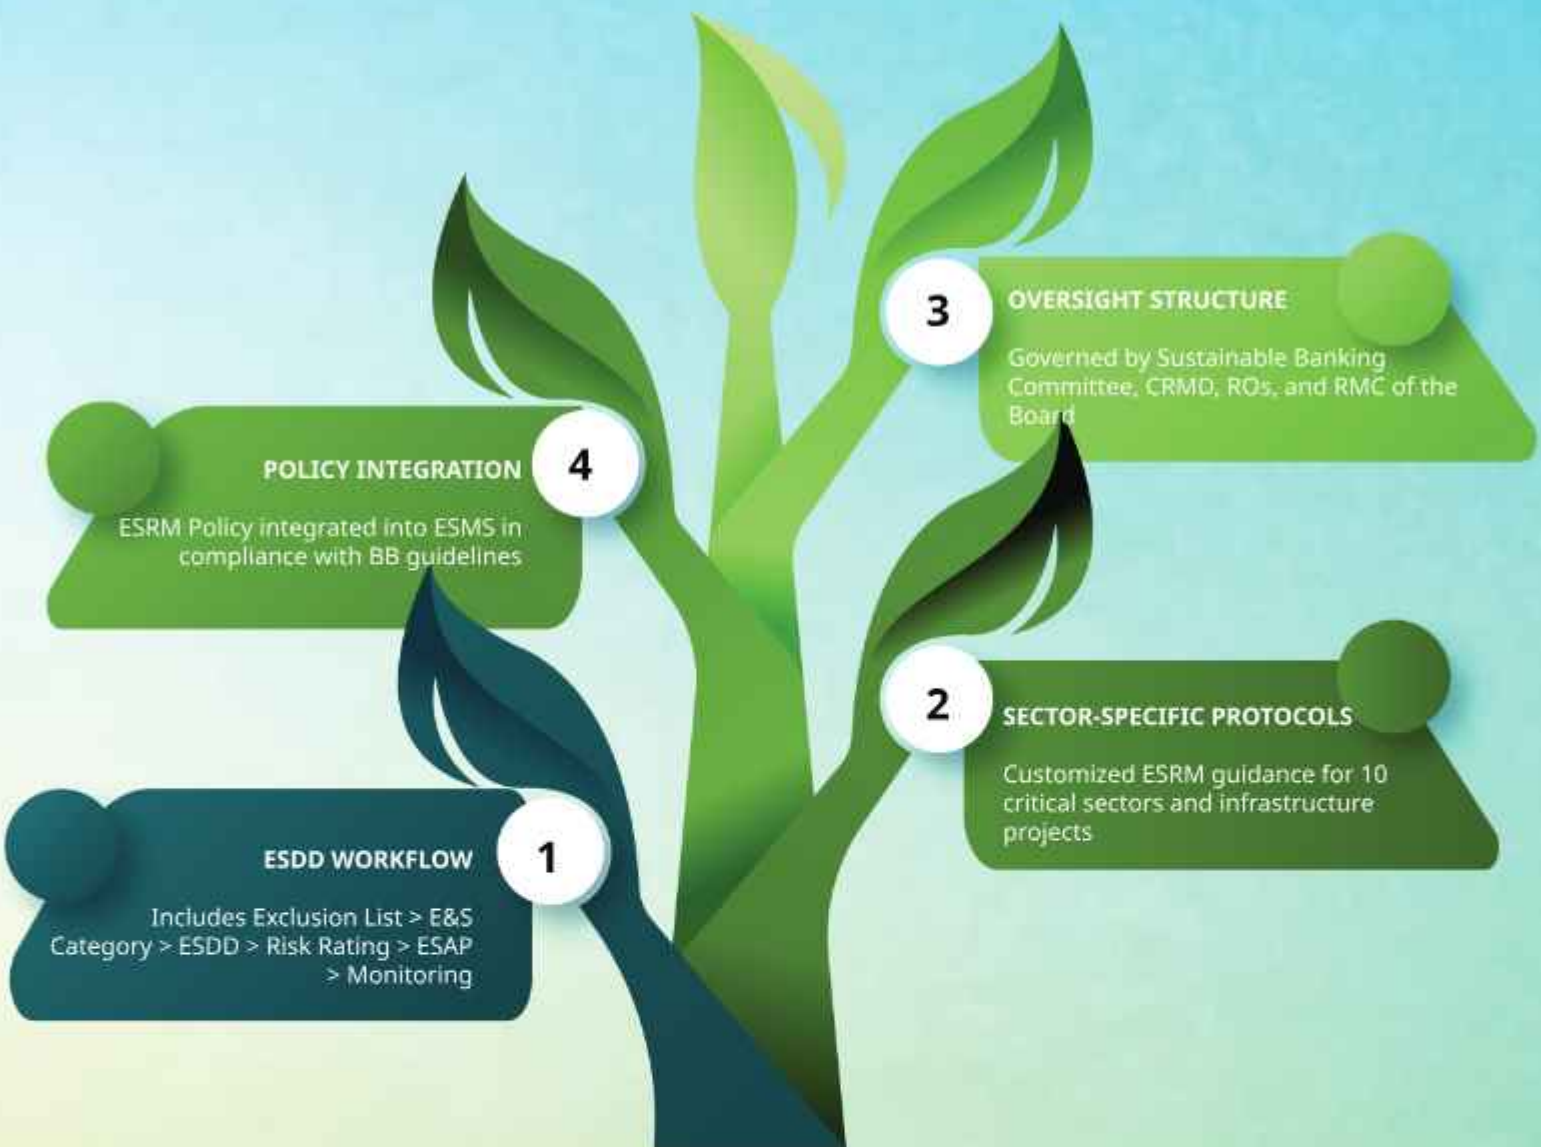 3
OVERSIGHT STRUCTURE
Governed by Sustainable Banking
Committee, CRMD, ROs, and RMC of the
Board
4
POLICY INTEGRATION
ESRM Policy integrated into ESMS in
compliance with BB guidelines
2
SECTOR-SPECIFIC PROTOCOLS
Customized ESRM guidance for 10
critical sectors and infrastructure
projects
1
ESDD WORKFLOW
Includes Exclusion List > E&S
Category > ESDD > Risk Rating > ESAP
> Monitoring